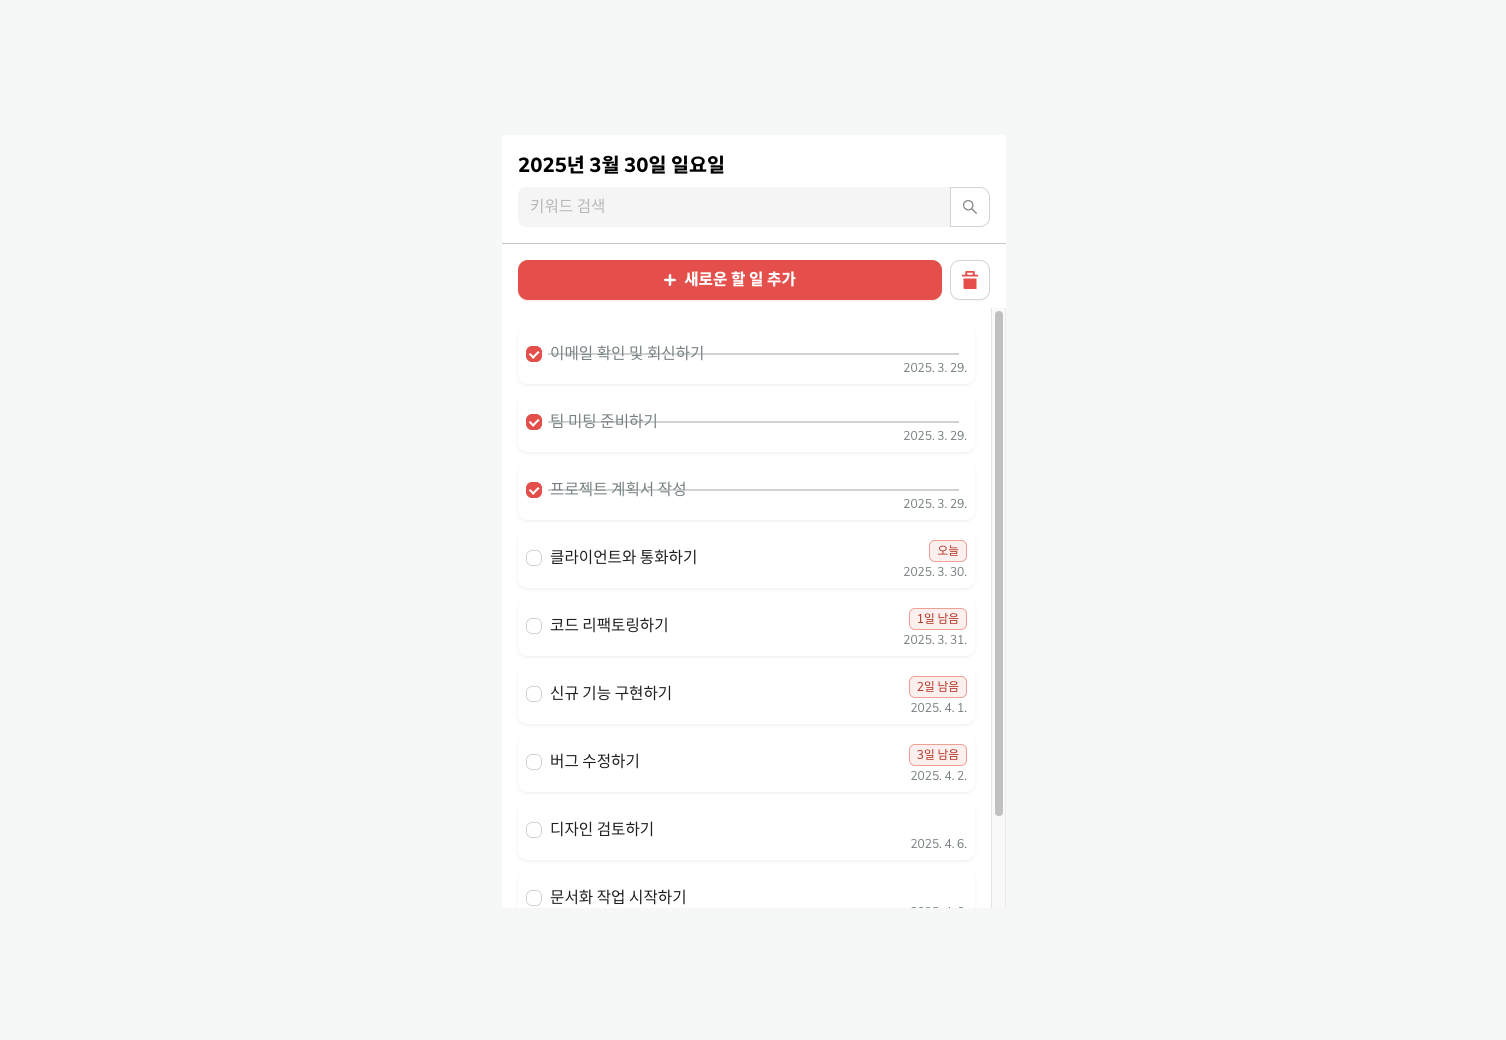 2025년 3월 30일 일요일
키워드 검색
새로운 할 일 추가
이메일 확인 및 회신하기
2025. 3. 29.
팀 미팅 준비하기
2025. 3. 29.
프로젝트 계획서 작성
2025. 3. 29.
클라이언트와 통화하기
오늘
2025. 3. 30.
코드 리팩토링하기
1일 남음
2025. 3. 31.
신규 기능 구현하기
2일 남음
2025. 4. 1.
버그 수정하기
3일 남음
2025. 4. 2.
디자인 검토하기
2025. 4. 6.
문서화 작업 시작하기